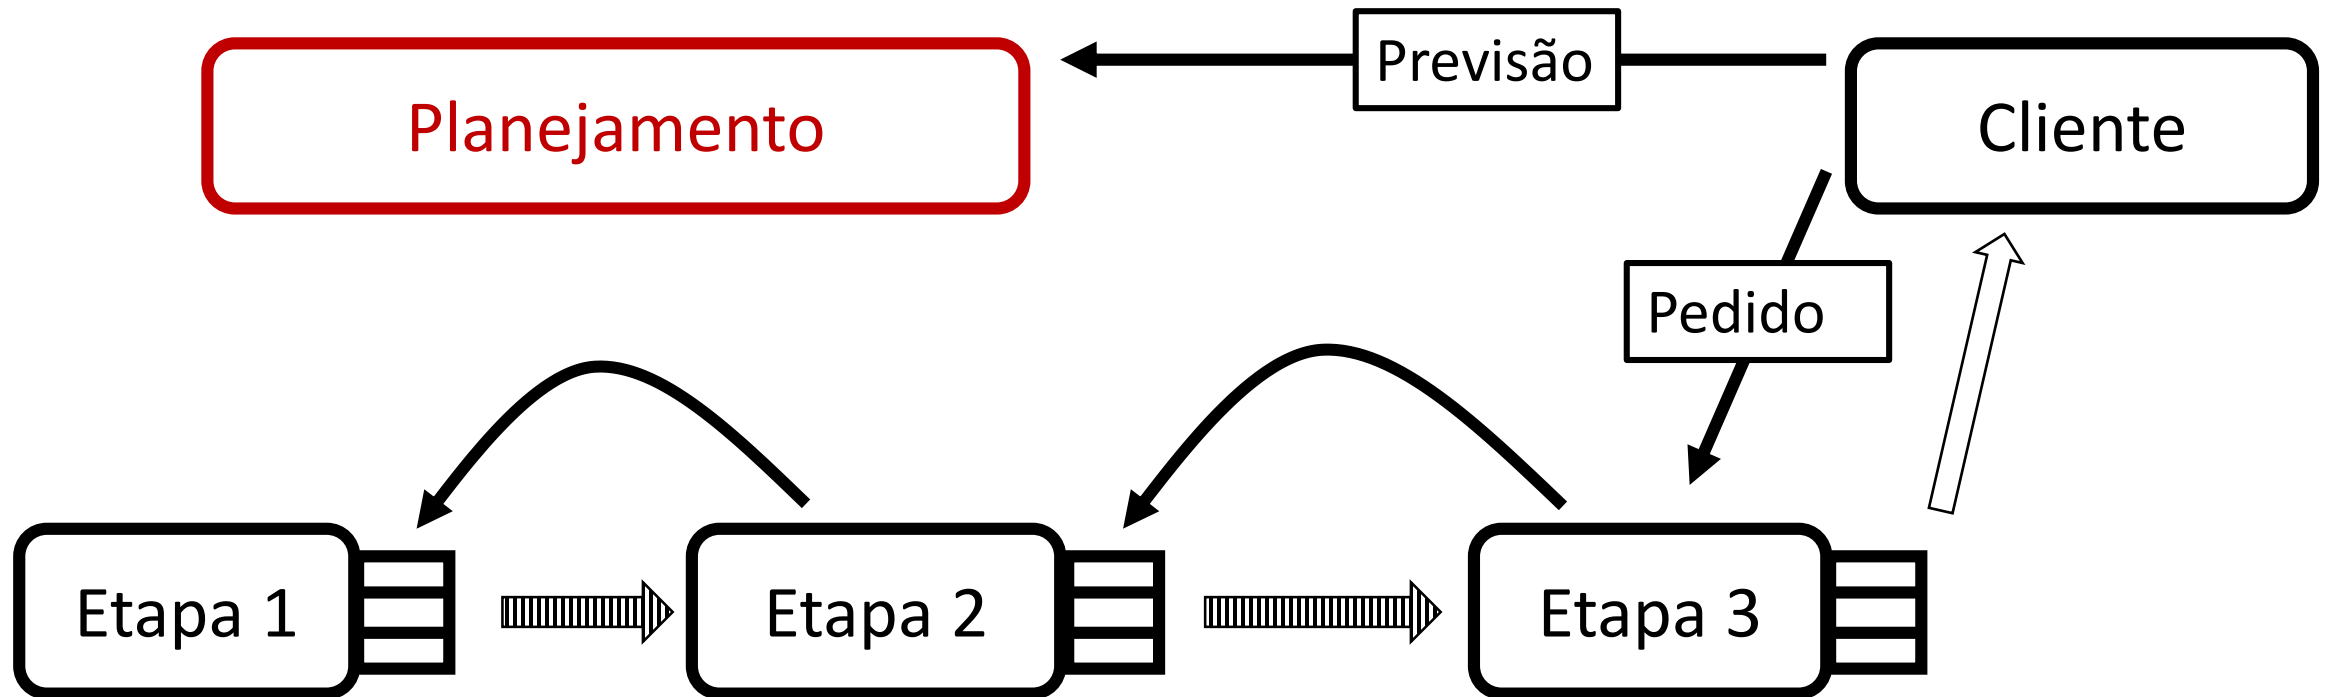 Previsão
Planejamento
Cliente
Pedido
Etapa 1
Etapa 2
Etapa 3